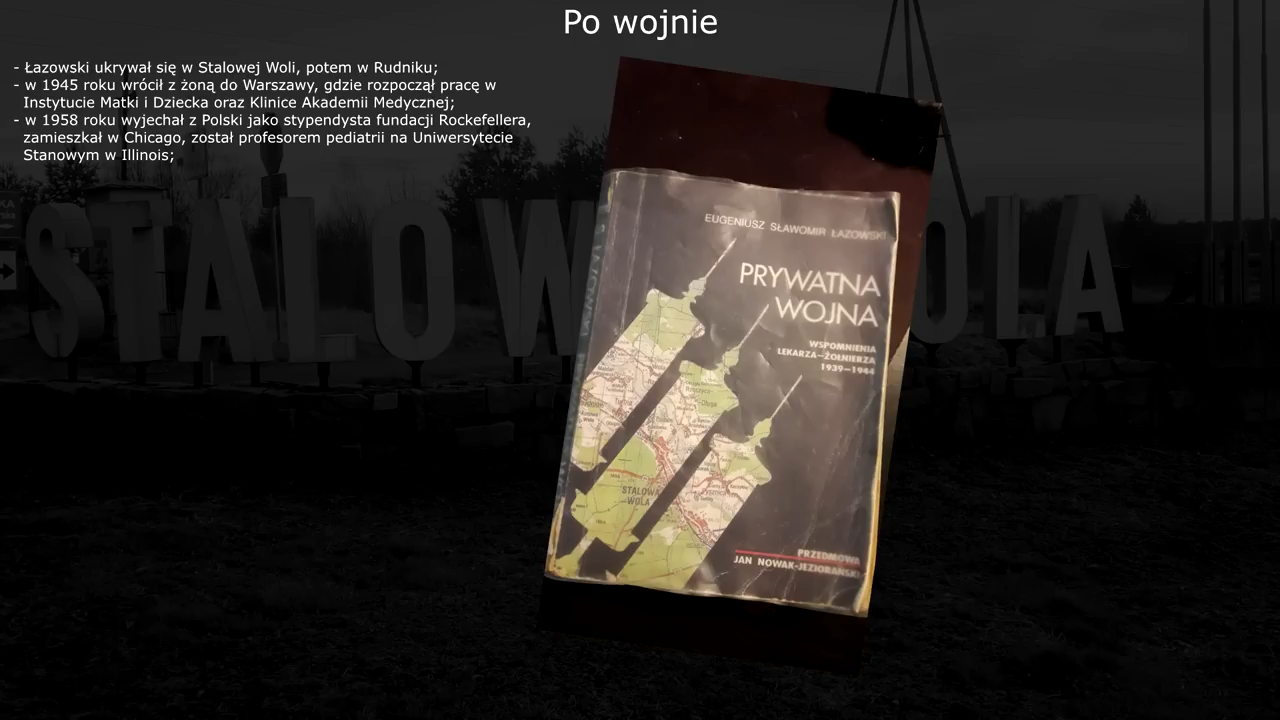 Po wojnie
- Łazowski ukrywał się w Stalowej Woli, potem w Rudniku;
- w 1945 roku wrócił z żoną do Warszawy, gdzie rozpoczął pracę w
Instytucie Matki i Dziecka oraz Klinice Akademii Medycznej;
- w 1958 roku wyjechał z Polski jako stypendysta fundacji Rockefellera,
zamieszkał w Chicago, został profesorem pediatrii na Uniwersytecie
Stanowym w Illinois;
STALOW OLA
EUGENIUSZ SŁAWOMIR ŁAZOWSKI
PRYWATNA
WOJNA
WSPOMNIENIA
LEKARZA—ŻOŁNIERZA
1939—1944
STALOWA
WOLA
PRZEDMOWA
JAN NOWAK-JEZIORAŃSKI